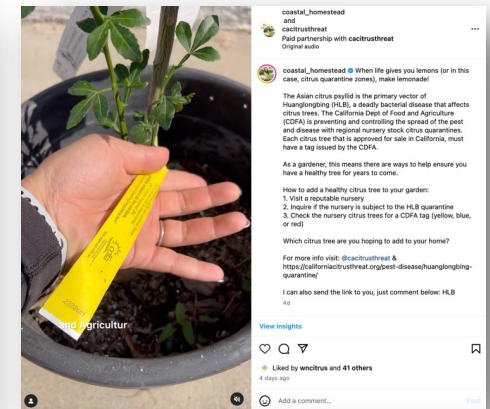 coastal_homestead
and
cacitrusthreat
Paid partnership with cacitrusthreat
Original audio
coastal_homestead When life gives you lemons (or in this
case, citrus quarantine zones), make lemonade!
The Asian citrus psyllid is the primary vector of
Huanglongbing (HLB), a deadly bacterial disease that affects
citrus trees. The California Dept of Food and Agriculture
(CDFA) is preventing and controlling the spread of the pest
and disease with regional nursery stock citrus quarantines.
Each citrus tree that is approved for sale in California, must
have a tag issued by the CDFA.
As a gardener, this means there are ways to help ensure you
have a healthy tree for years to come.
How to add a healthy citrus tree to your garden:
1. Visit a reputable nursery
2. Inquire if the nursery is subject to the HLB quarantine
3. Check the nursery citrus trees for a CDFA tag (yellow, blue,
or red)
Which citrus tree are you hoping to add to your home?
For more info visit: @cacitrusthreat &
https://californiacitrusthreat.org/pest-disease/huanglongbing-
quarantine/
I can also send the link to you, just comment below: HLB
4d
View insights
Liked by wncitrus and 41 others
4 days ago
Add a comment...
Post
and Agricultur